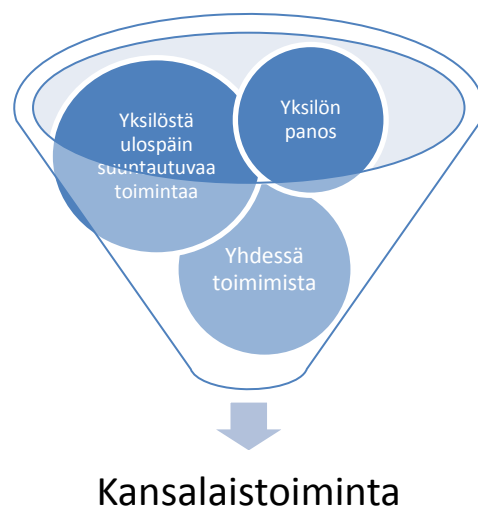 Yksilöstä
ulospäin
suuntautuvaa
toimintaa
Yksilön
panos
Yhdessä
toimimista
Kansalaistoiminta